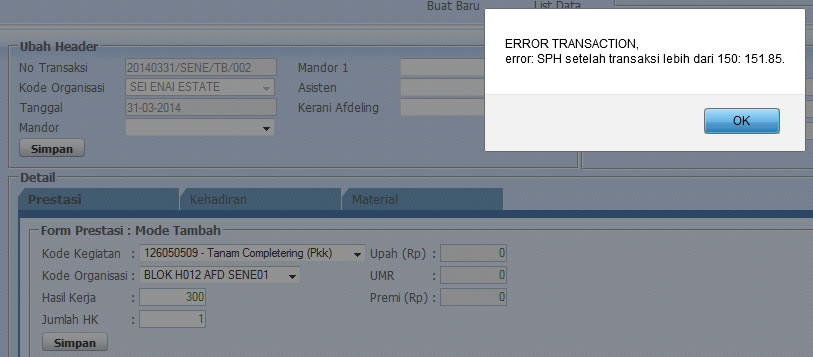 Buat Baru List Data
ERROR TRANSACTION,
error: SPH setelah transaksi lebih dari 150: 151.85.
OK
Ubah Header
No Transaksi 20140331/SENE/TB/002 Mandor 1
Kode Organisasi SEI ENAI ESTATE Asisten
Tanggal 31-03-2014 Kerani Afdeling
Mandor
Simpan
Detail
Prestasi Kehadiran Material
Form Prestasi : Mode Tambah
Kode Kegiatan : 126050509 - Tanam Completering (Pkk) Upah (Rp) : 0
Kode Organisasi : BLOK H012 AFD SENE01 UMR : 0
Hasil Kerja : 300 Premi (Rp) : 0
Jumlah HK : 1
Simpan